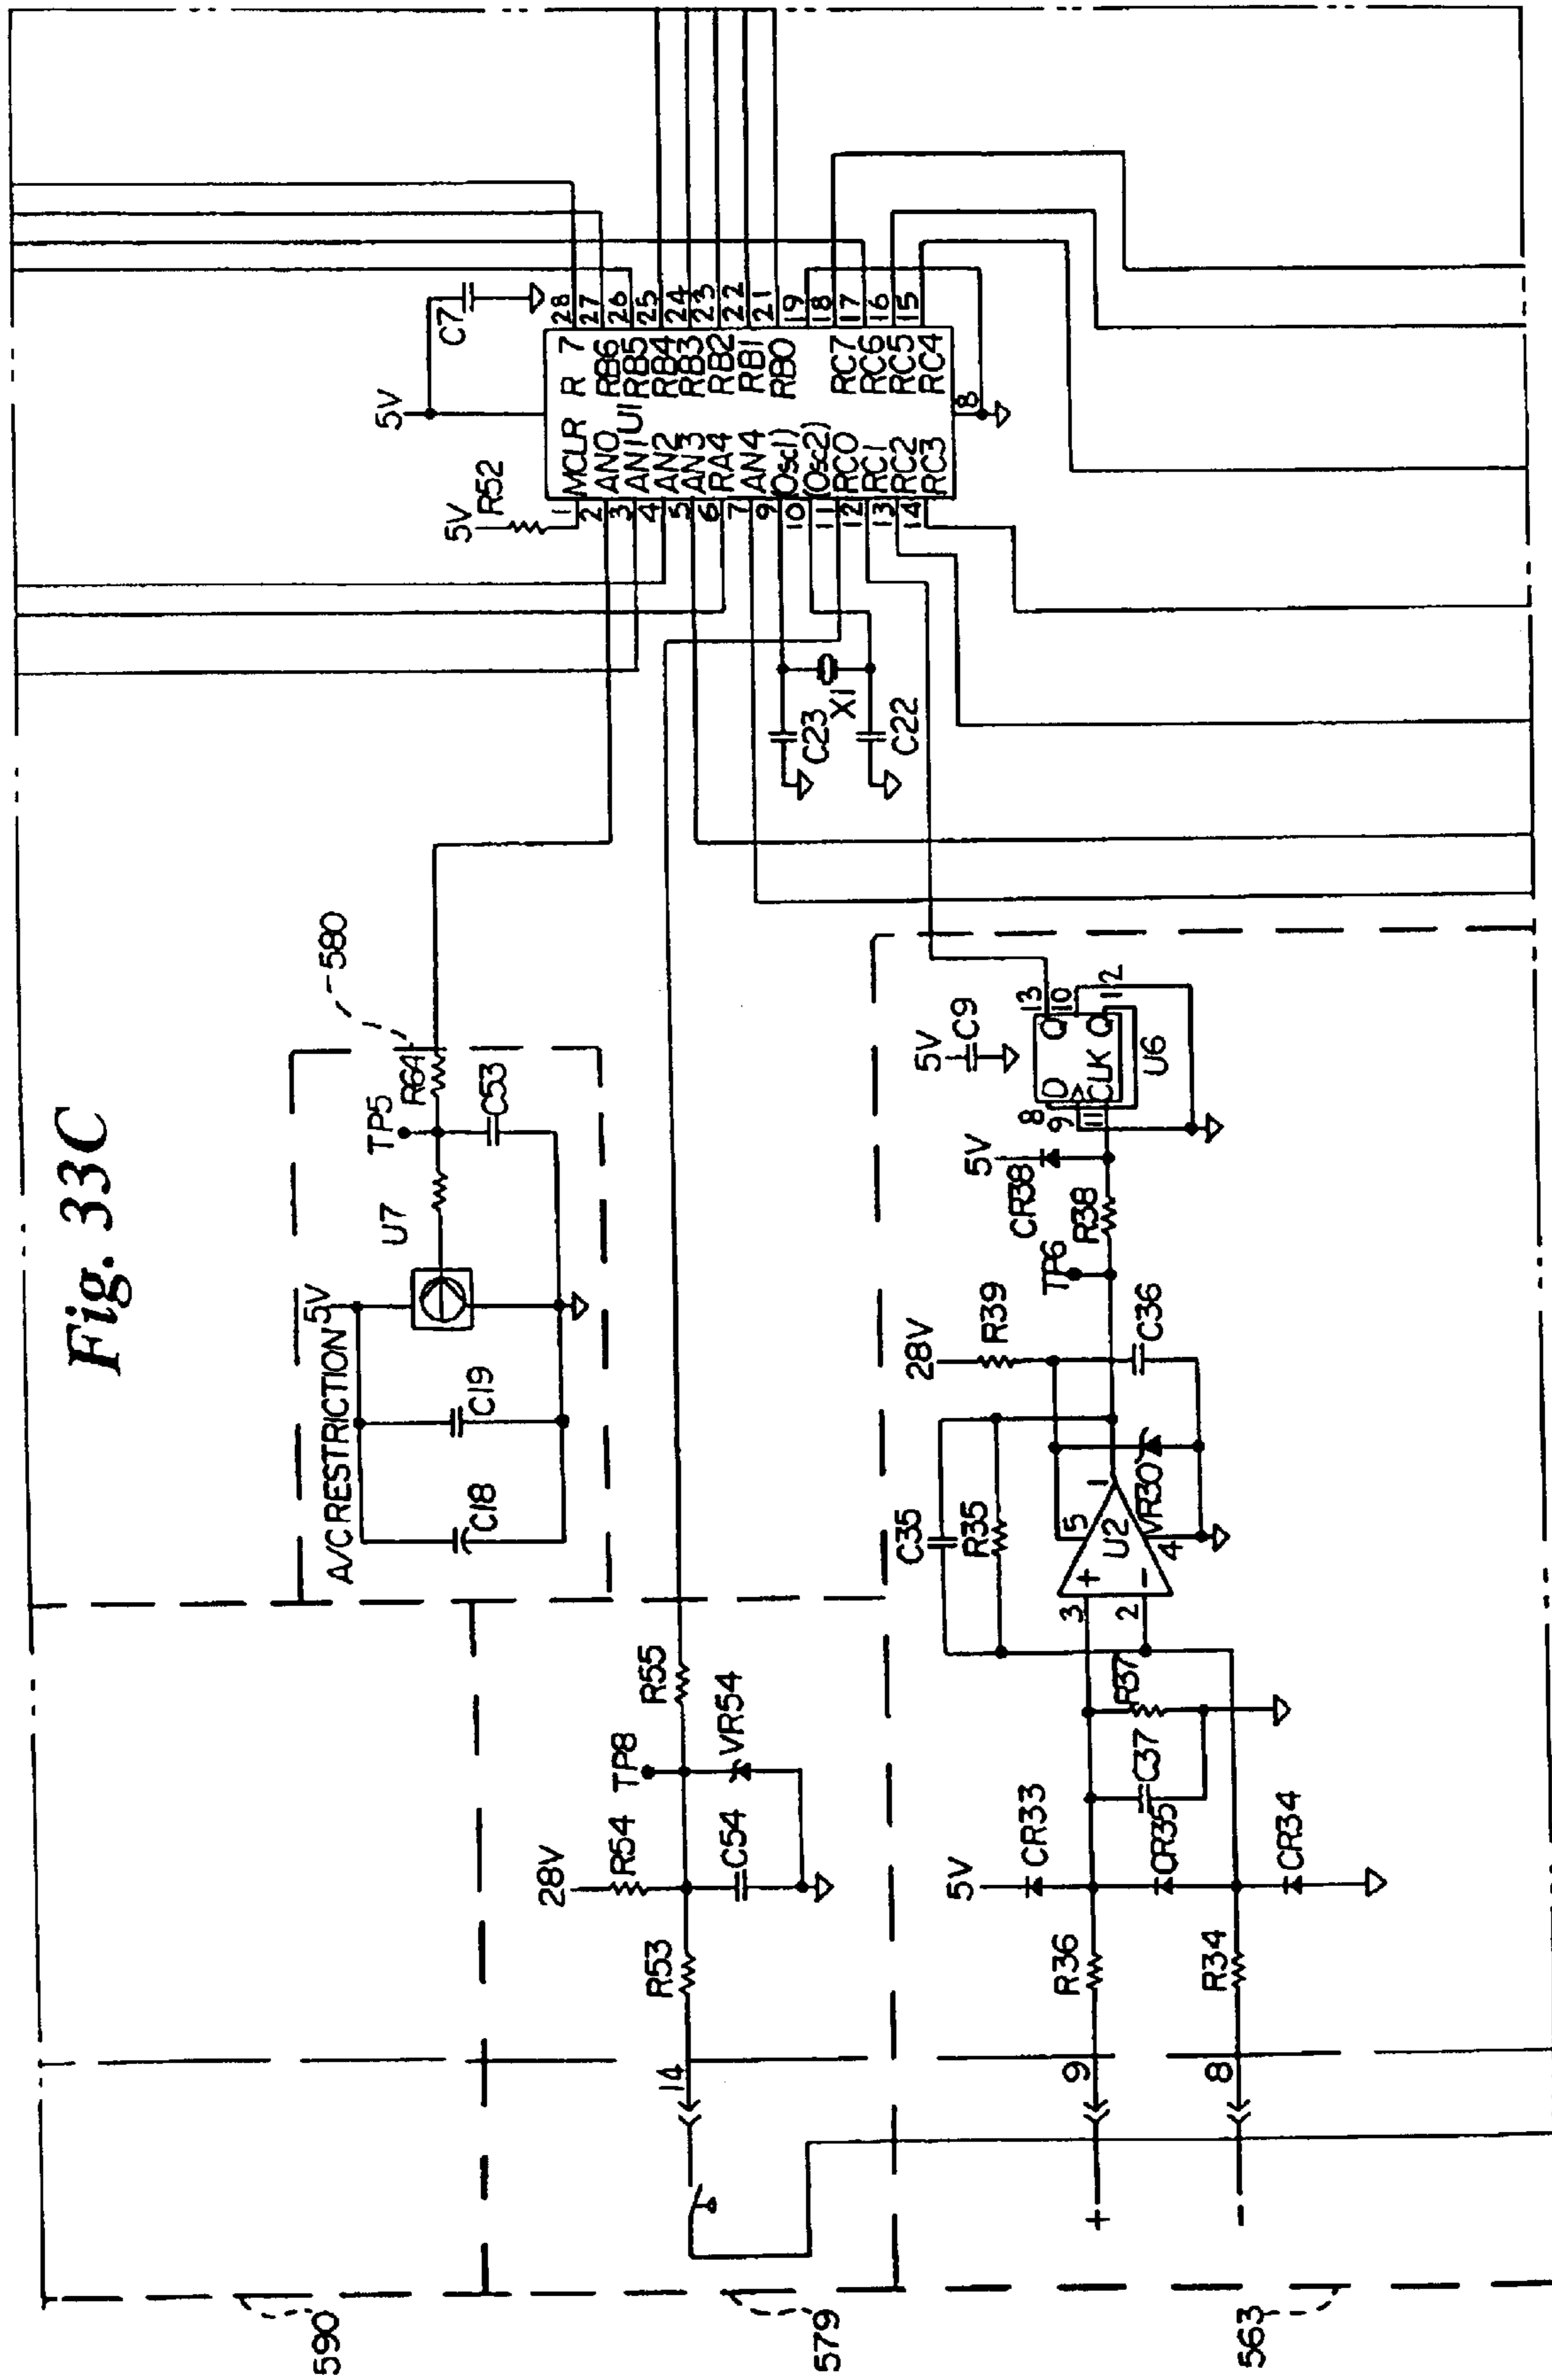 Fig. 33C
590
579
563
580
A/C RESTRICTION
5V
C18
C19
U7
TP5
R64
C53
5V
R52
5V
C7
1
2
3
4
5
6
7
9
10
11
12
13
14
MCLR
AN0
AN1
AN2
AN3
RA4
AN4
(Osc1)
(Osc2)
RC0
RC1
RC2
RC3
U1
R 7
RB6
RB5
RB4
RB3
RB2
RB1
RB0
RC7
RC6
RC5
RC4
28
27
26
25
24
23
22
21
19
18
17
16
15
8
C23
X1
C22
14
R53
28V
R54
C54
TP8
VR54
R55
+
9
R36
5V
CR33
CR35
C37
R37
-
8
R34
CR34
C35
R35
3
+
2
-
U2
5
1
4
VR30
28V
R39
C36
TP6
R38
CR38
5V
5V
C9
8
9
11
D
CLK
Q
Q
13
10
12
U6